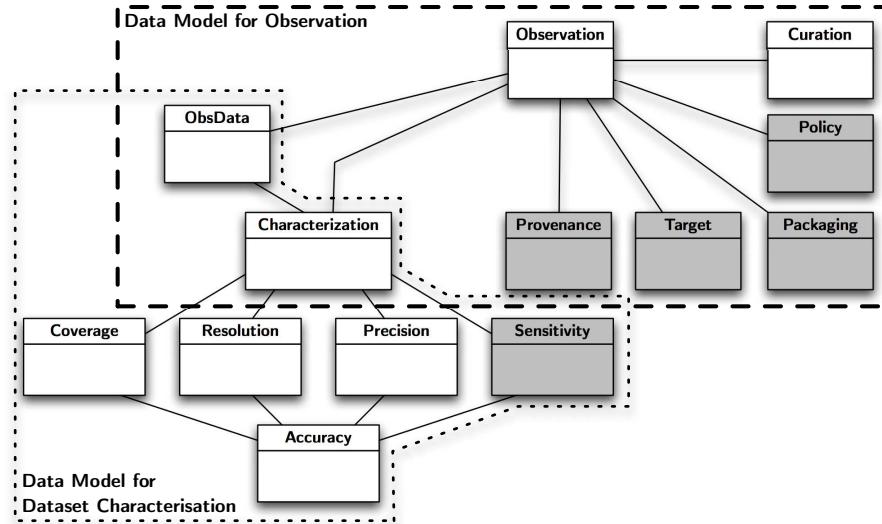 Data Model for Observation
Observation
Curation
ObsData
Policy
Characterization
Provenance
Target
Packaging
Coverage
Resolution
Precision
Sensitivity
Accuracy
Data Model for
Dataset Characterisation